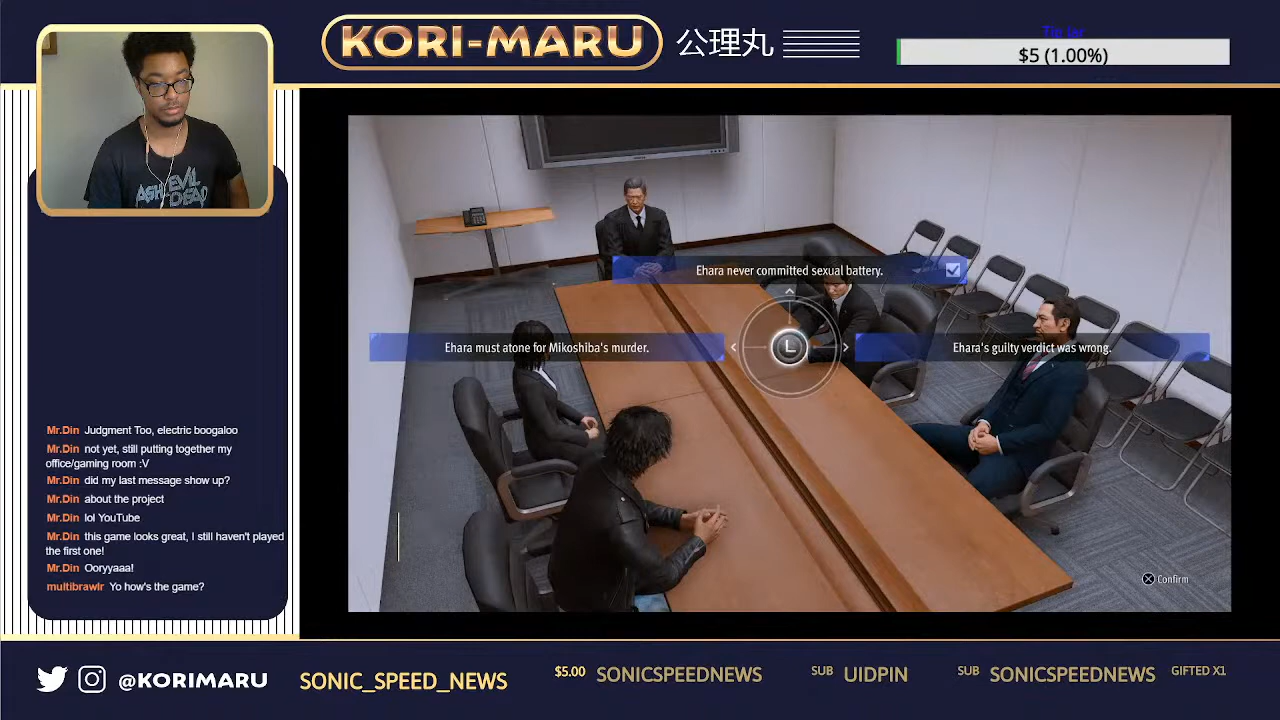 KORI-MARU
公理丸
Tip jar
$5 (1.00%)
ASH EVIL
DEAD
Ehara never committed sexual battery.
Ehara must atone for Mikoshiba's murder.
L
Ehara's guilty verdict was wrong.
Confirm
Mr.Din Judgment Too, electric boogaloo
Mr.Din not yet, still putting together my
office/gaming room :V
Mr.Din did my last message show up?
Mr.Din about the project
Mr.Din lol YouTube
Mr.Din this game looks great, I still haven't played
the first one!
Mr.Din Ooryyaaa!
multibrawlr Yo how's the game?
@KORIMARU
SONIC_SPEED_NEWS
$5.00 SONICSPEEDNEWS
SUB UIDPIN
SUB SONICSPEEDNEWS GIFTED X1